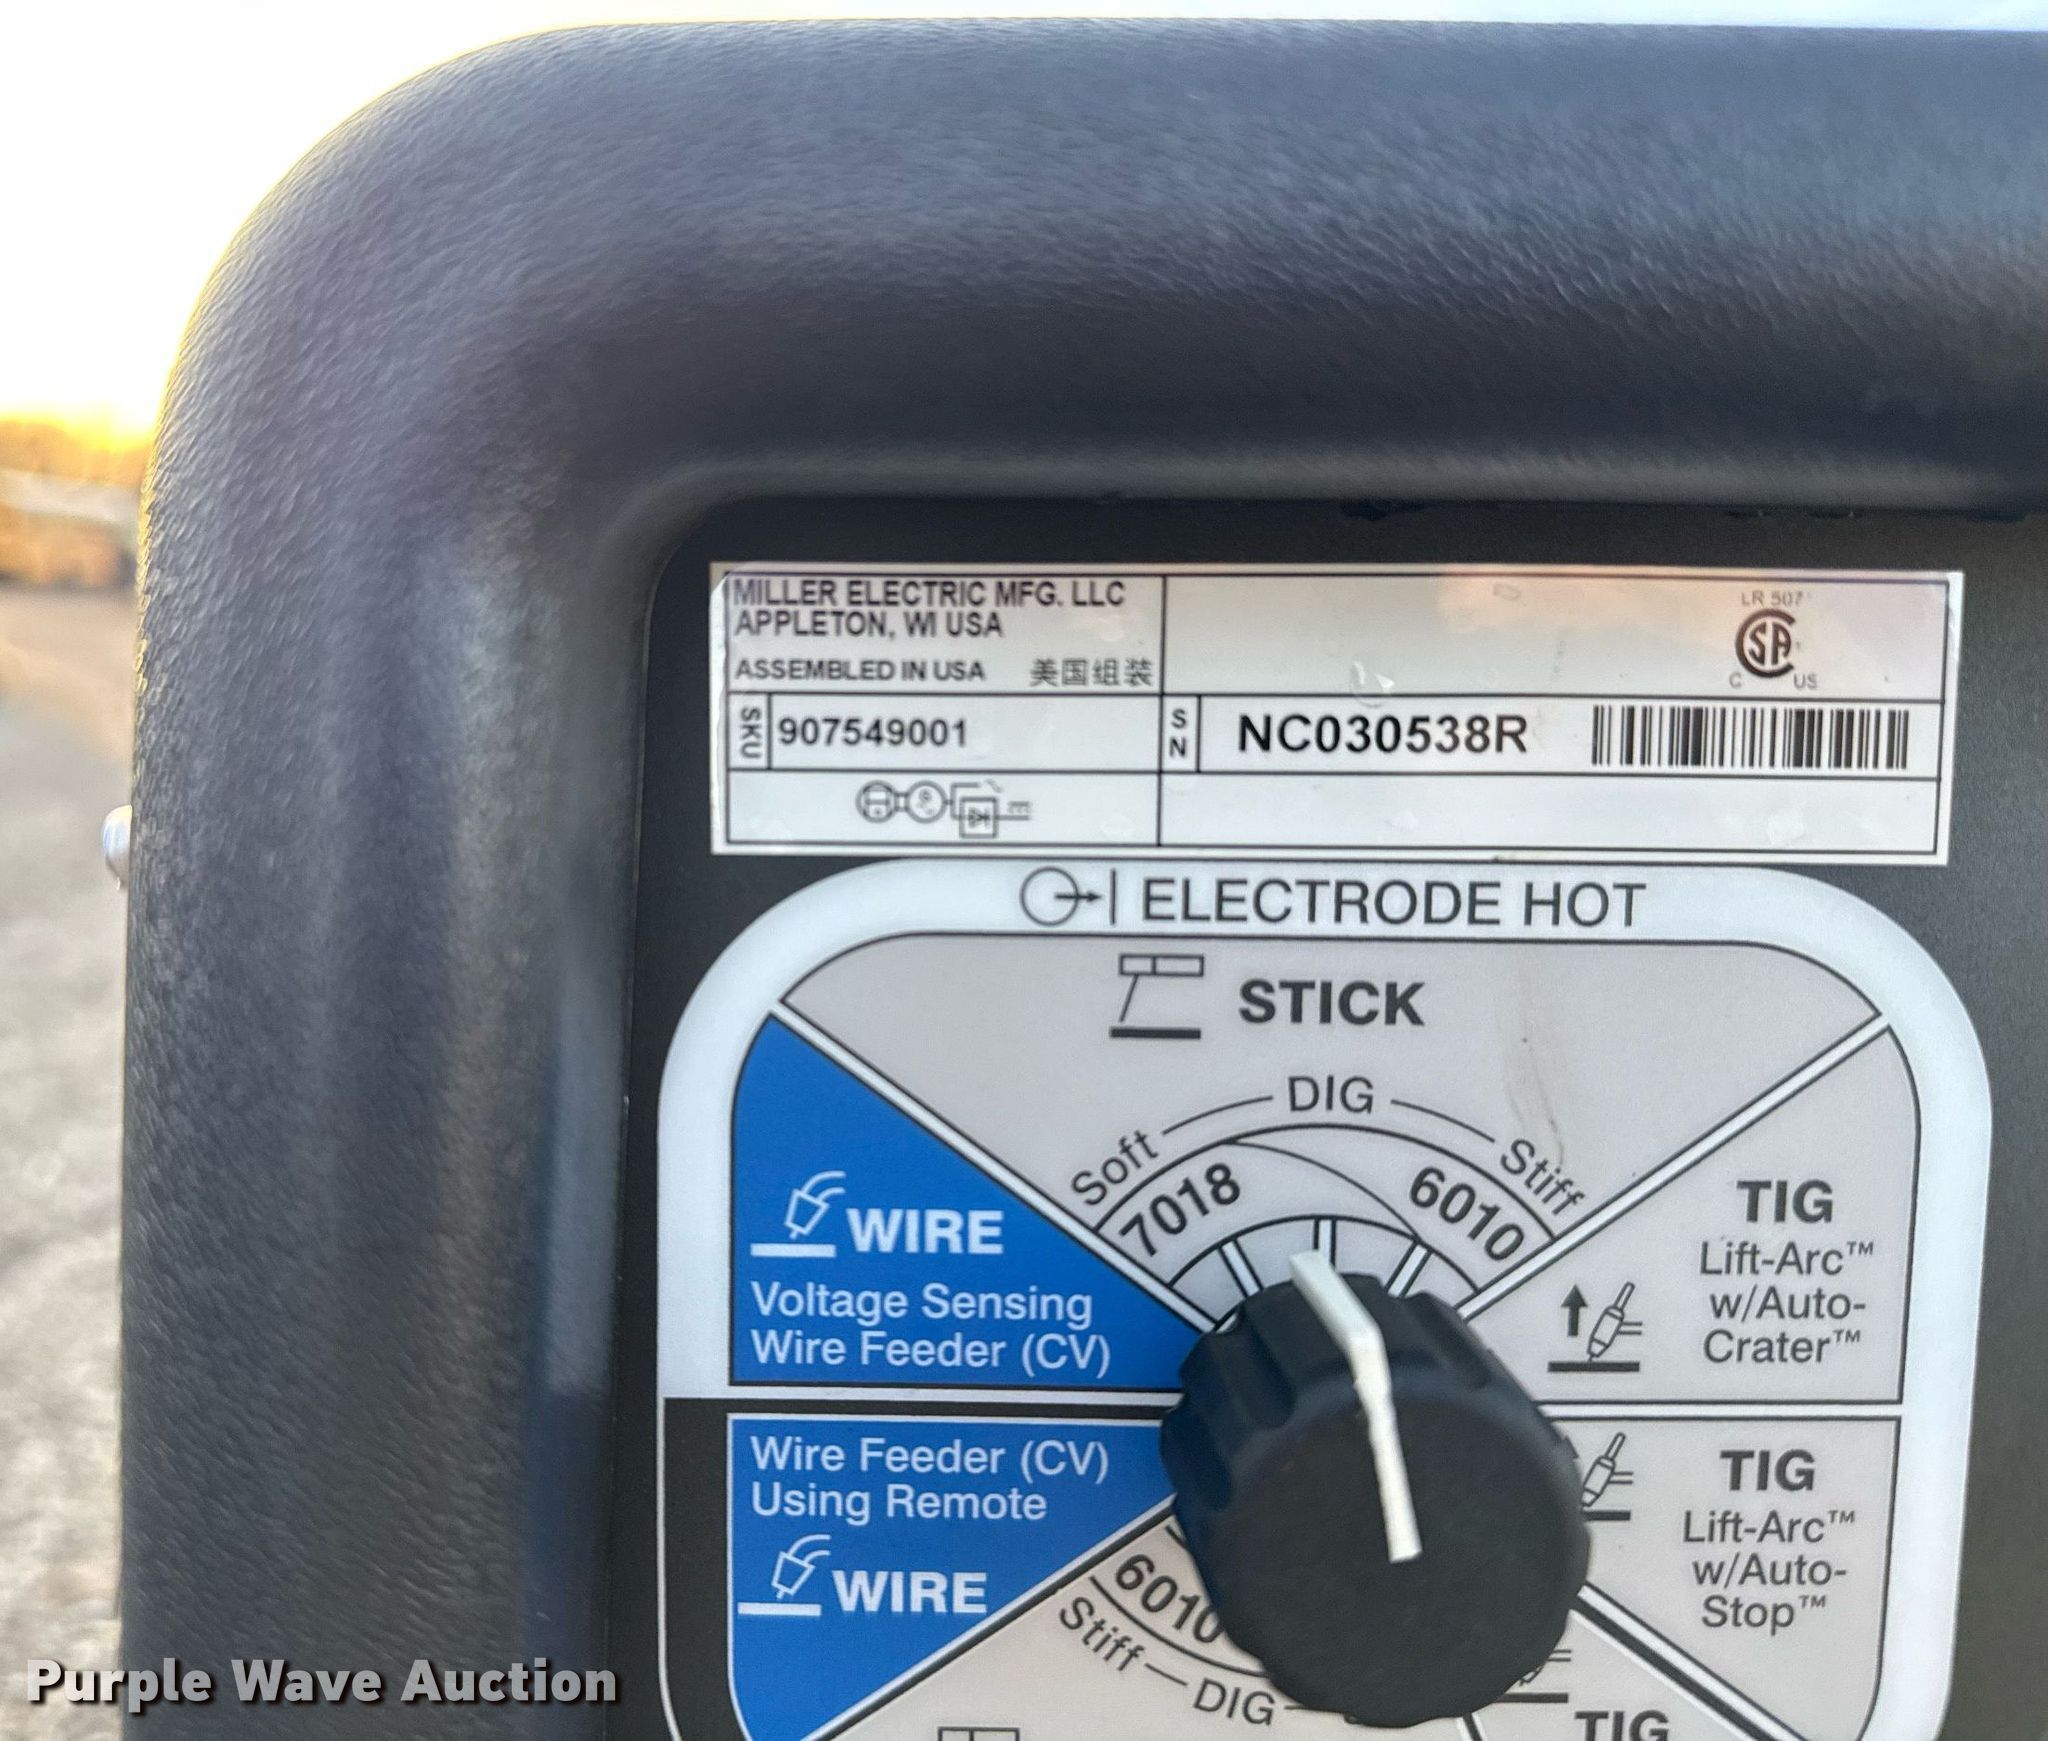 MILLER ELECTRIC MFG. LLC
APPLETON, WI USA
ASSEMBLED IN USA 美国组装
LR 507
CSA
C US
SKU 907549001
SN NC030538R
ELECTRODE HOT
STICK
DIG
Soft Stiff
7018 6010
WIRE
Voltage Sensing
Wire Feeder (CV)
TIG
Lift-Arc™
w/Auto-
Crater™
Wire Feeder (CV)
Using Remote
WIRE
TIG
Lift-Arc™
w/Auto-
Stop™
6010
Stiff
DIG
TIG
Purple Wave Auction